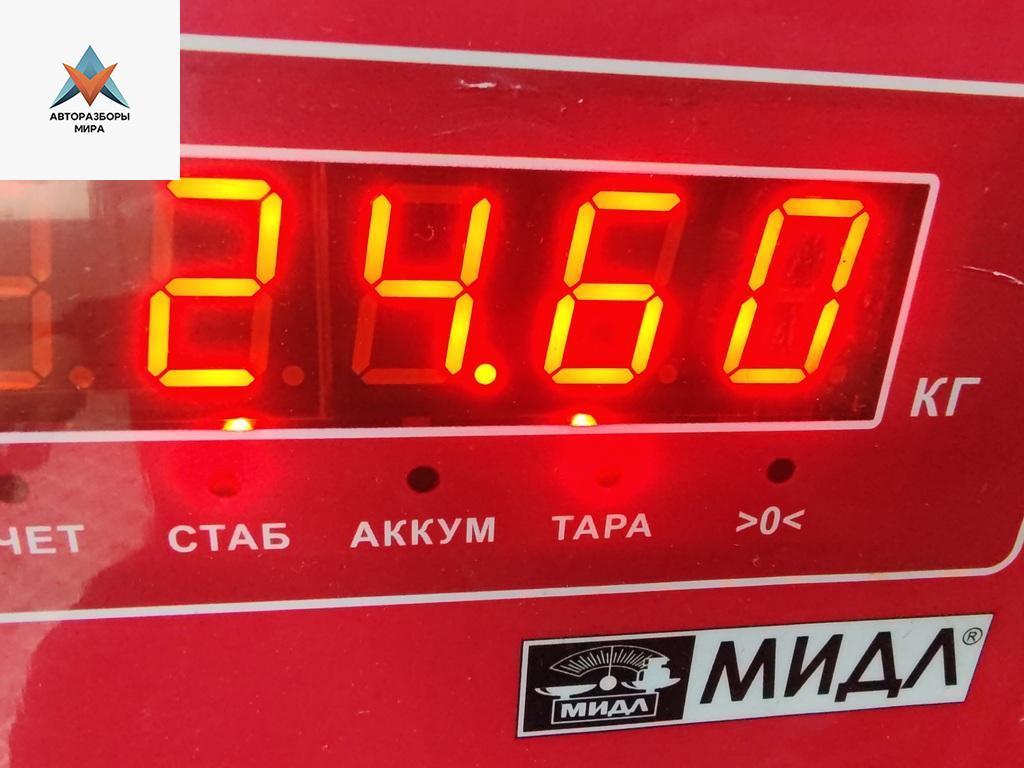 АВТОРАЗБОРЫ
МИРА
24.60
КГ
ЧЕТ СТАБ АККУМ ТАРА >0<
МИДЛ МИДЛ®